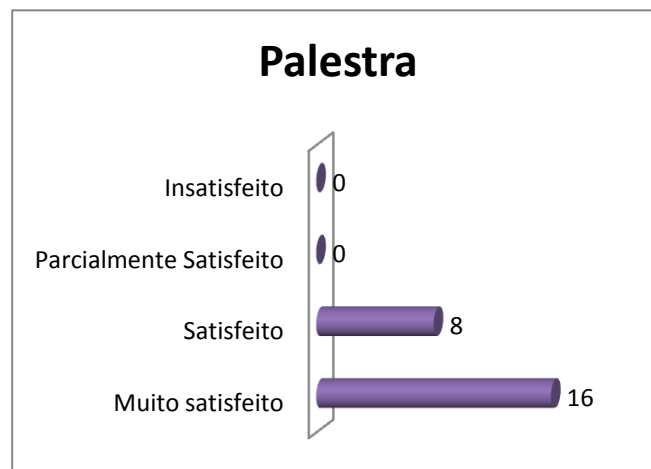 Palestra
Insatisfeito 0
Parcialmente Satisfeito 0
Satisfeito 8
Muito satisfeito 16